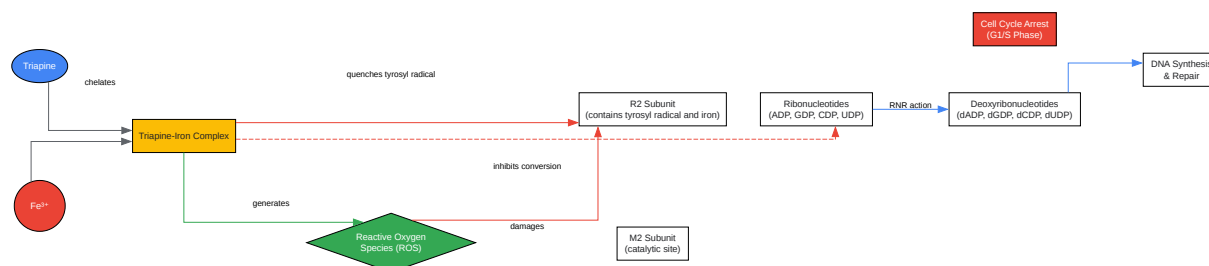 Cell Cycle Arrest
(G1/S Phase)
Triapine
DNA Synthesis
& Repair
quenches tyrosyl radical
chelates
R2 Subunit
(contains tyrosyl radical and iron)
Ribonucleotides
(ADP, GDP, CDP, UDP)
RNR action
Deoxyribonucleotides
(dADP, dGDP, dCDP, dUDP)
Triapine-Iron Complex
inhibits conversion
Fe³⁺
generates
damages
Reactive Oxygen
Species (ROS)
M2 Subunit
(catalytic site)